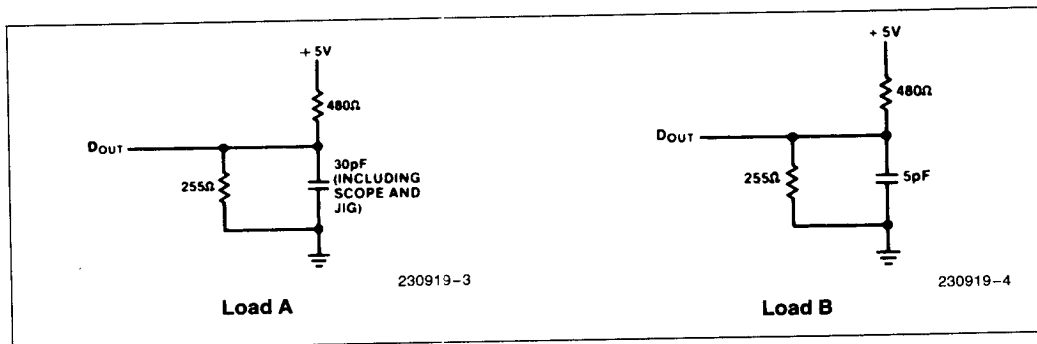 + 5V
480Ω
DOUT
255Ω
30pF
(INCLUDING
SCOPE AND
JIG)
230919–3
Load A
+ 5V
480Ω
DOUT
255Ω
5pF
230919–4
Load B